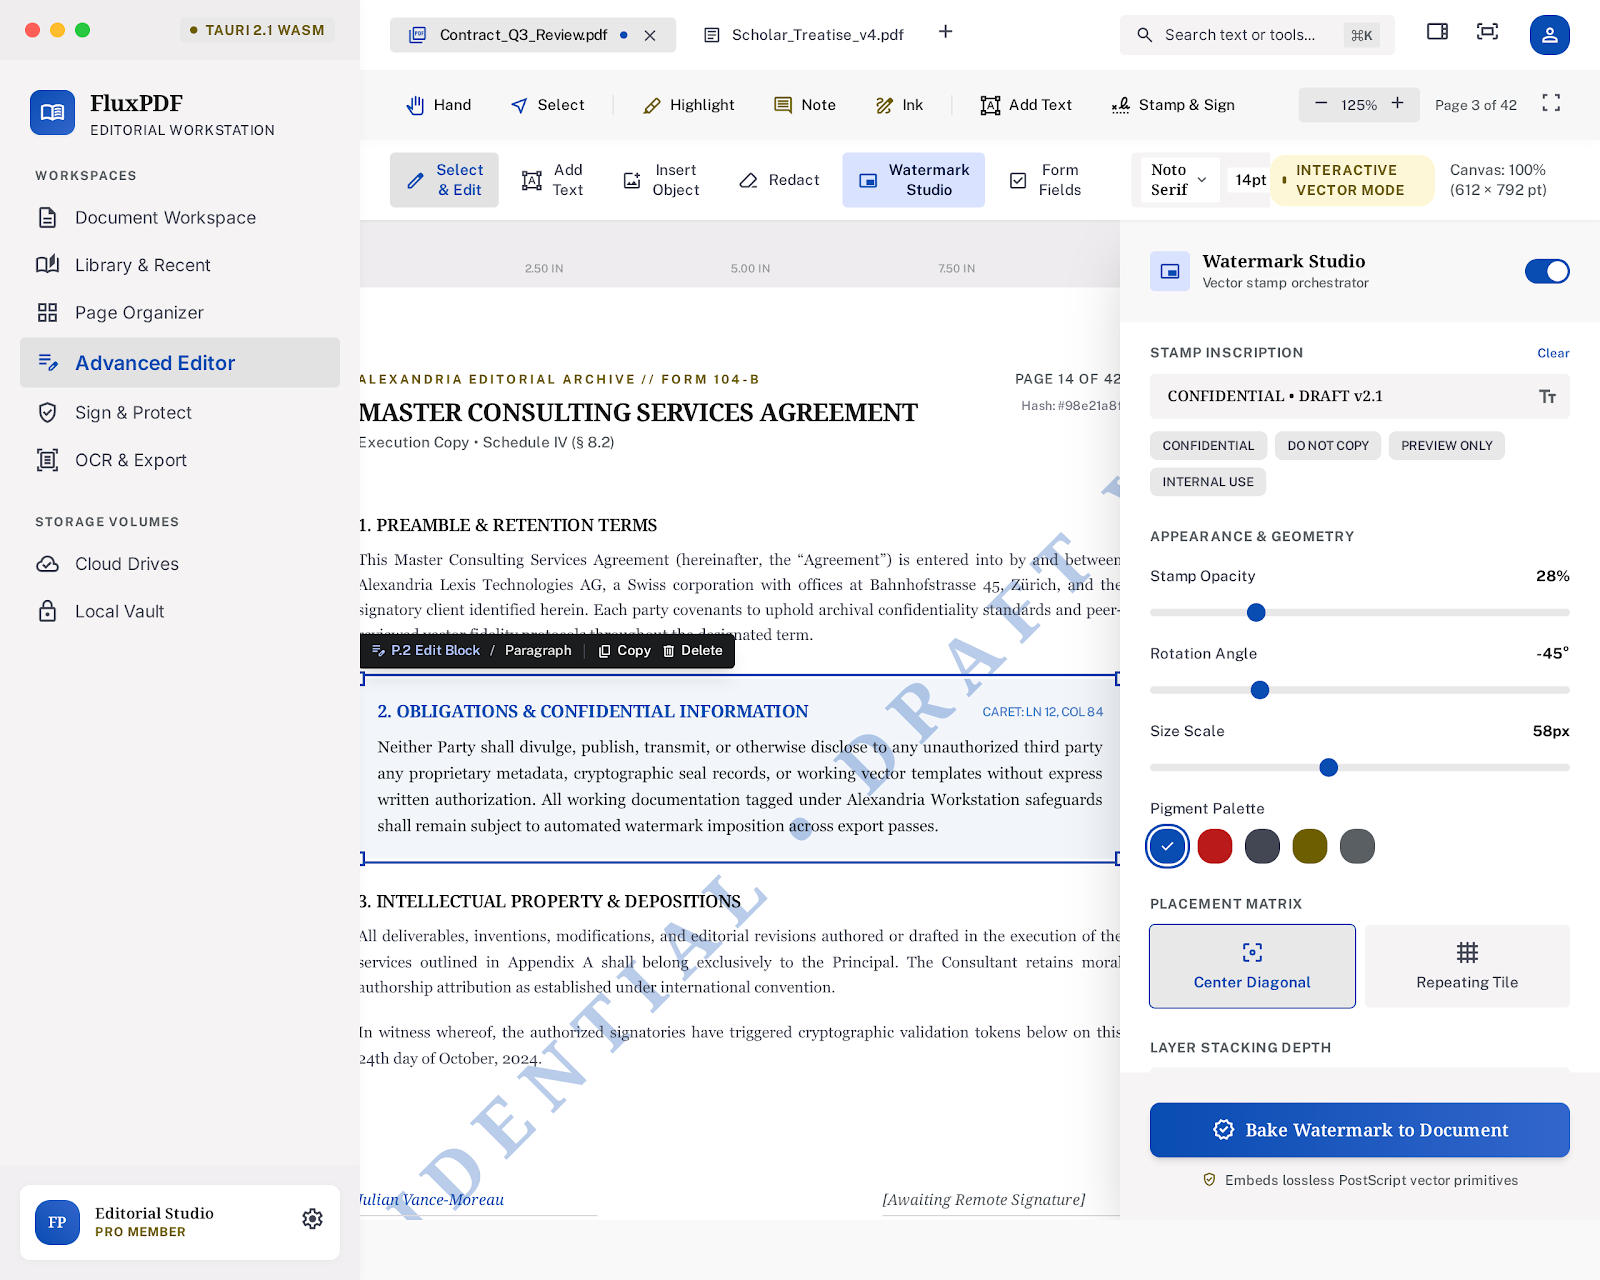 TAURI 2.1 WASM
Contract_Q3_Review.pdf
Scholar_Treatise_v4.pdf
Search text or tools...
⌘K
FluxPDF
EDITORIAL WORKSTATION
Hand
Select
Highlight
Note
Ink
Add Text
Stamp & Sign
125%
Page 3 of 42
Select & Edit
Add Text
Insert Object
Redact
Watermark Studio
Form Fields
Noto Serif
14pt
INTERACTIVE VECTOR MODE
Canvas: 100% (612 × 792 pt)
WORKSPACES
Document Workspace
Library & Recent
Page Organizer
Advanced Editor
Sign & Protect
OCR & Export
STORAGE VOLUMES
Cloud Drives
Local Vault
FP
Editorial Studio
PRO MEMBER
2.50 IN
5.00 IN
7.50 IN
ALEXANDRIA EDITORIAL ARCHIVE // FORM 104-B
PAGE 14 OF 42
MASTER CONSULTING SERVICES AGREEMENT
Hash: #98e21a8f
Execution Copy • Schedule IV (§ 8.2)
1. PREAMBLE & RETENTION TERMS
This Master Consulting Services Agreement (hereinafter, the “Agreement”) is entered into by and between
Alexandria Lexis Technologies AG, a Swiss corporation with offices at Bahnhofstrasse 45, Zürich, and the
signatory client identified herein. Each party covenants to uphold archival confidentiality standards and peer-
reviewed vector fidelity protocols throughout the designated term.
P.2 Edit Block / Paragraph
Copy
Delete
2. OBLIGATIONS & CONFIDENTIAL INFORMATION
CARET: LN 12, COL 84
Neither Party shall divulge, publish, transmit, or otherwise disclose to any unauthorized third party
any proprietary metadata, cryptographic seal records, or working vector templates without express
written authorization. All working documentation tagged under Alexandria Workstation safeguards
shall remain subject to automated watermark imposition across export passes.
3. INTELLECTUAL PROPERTY & DEPOSITIONS
All deliverables, inventions, modifications, and editorial revisions authored or drafted in the execution of the
services outlined in Appendix A shall belong exclusively to the Principal. The Consultant retains moral
authorship attribution as established under international convention.
In witness whereof, the authorized signatories have triggered cryptographic validation tokens below on this
24th day of October, 2024.
Julian Vance-Moreau
[Awaiting Remote Signature]
IDENTIAL • DRAFT
Watermark Studio
Vector stamp orchestrator
STAMP INSCRIPTION
Clear
CONFIDENTIAL • DRAFT v2.1
CONFIDENTIAL
DO NOT COPY
PREVIEW ONLY
INTERNAL USE
APPEARANCE & GEOMETRY
Stamp Opacity
28%
Rotation Angle
-45°
Size Scale
58px
Pigment Palette
PLACEMENT MATRIX
Center Diagonal
Repeating Tile
LAYER STACKING DEPTH
Bake Watermark to Document
Embeds lossless PostScript vector primitives